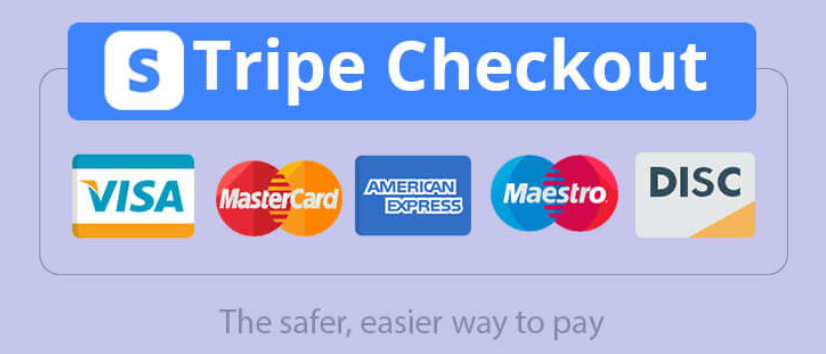 S Tripe Checkout
VISA MasterCard AMERICAN EXPRESS Maestro DISC
The safer, easier way to pay